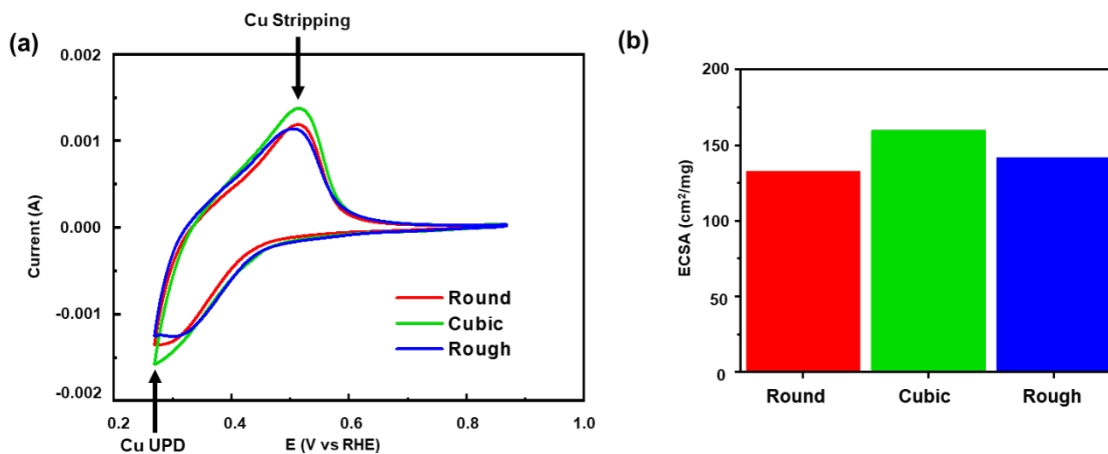 Cu Stripping
(a)
0.002
0.001
0.000
-0.001
-0.002
Current (A)
Round
Cubic
Rough
0.2
0.4
0.6
0.8
1.0
Cu UPD
E (V vs RHE)
(b)
200
150
100
50
0
ECSA (cm²/mg)
Round
Cubic
Rough